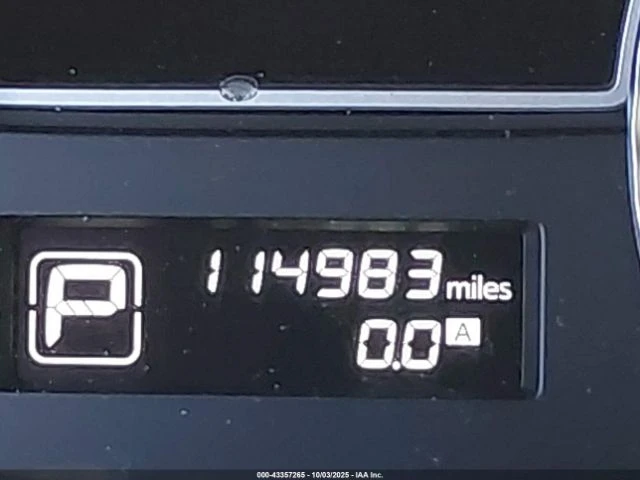 P
114983 miles
0.0 A
000-43357265 - 10/03/2025 - IAA Inc.